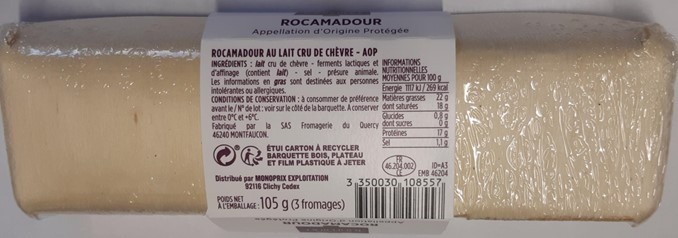 ROCAMADOUR
Appellation d'Origine Protégée
ROCAMADOUR AU LAIT CRU DE CHÈVRE - AOP
INGRÉDIENTS : lait cru de chèvre - ferments lactiques et
d'affinage (contient lait) - sel - présure animale.
Les informations en gras sont destinées aux personnes
intolérantes ou allergiques.
CONDITIONS DE CONSERVATION : à consommer de préférence
avant le / N° de lot : voir sur le côté de la barquette. A conserver
entre 0°C et +6°C.
Fabriqué par la SAS Fromagerie du Quercy
46240 MONTFAUCON.
INFORMATIONS
NUTRITIONNELLES
MOYENNES POUR 100 g
Énergie 1117 kJ / 269 kcal
Matières grasses 22 g
dont saturées 18 g
Glucides 0,8 g
dont sucres 0 g
Protéines 17 g
Sel 1,1 g
ÉTUI CARTON À RECYCLER
BARQUETTE BOIS, PLATEAU
ET FILM PLASTIQUE À JETER
FR
46.204.002
CE
10+A3
EMB 46204
Distribué par MONOPRIX EXPLOITATION
92116 Clichy Cedex
3 350030 108557
POIDS NET
À L'EMBALLAGE : 105 g (3 fromages)
Appellation d'Origine Protégée
ROCAMADOUR